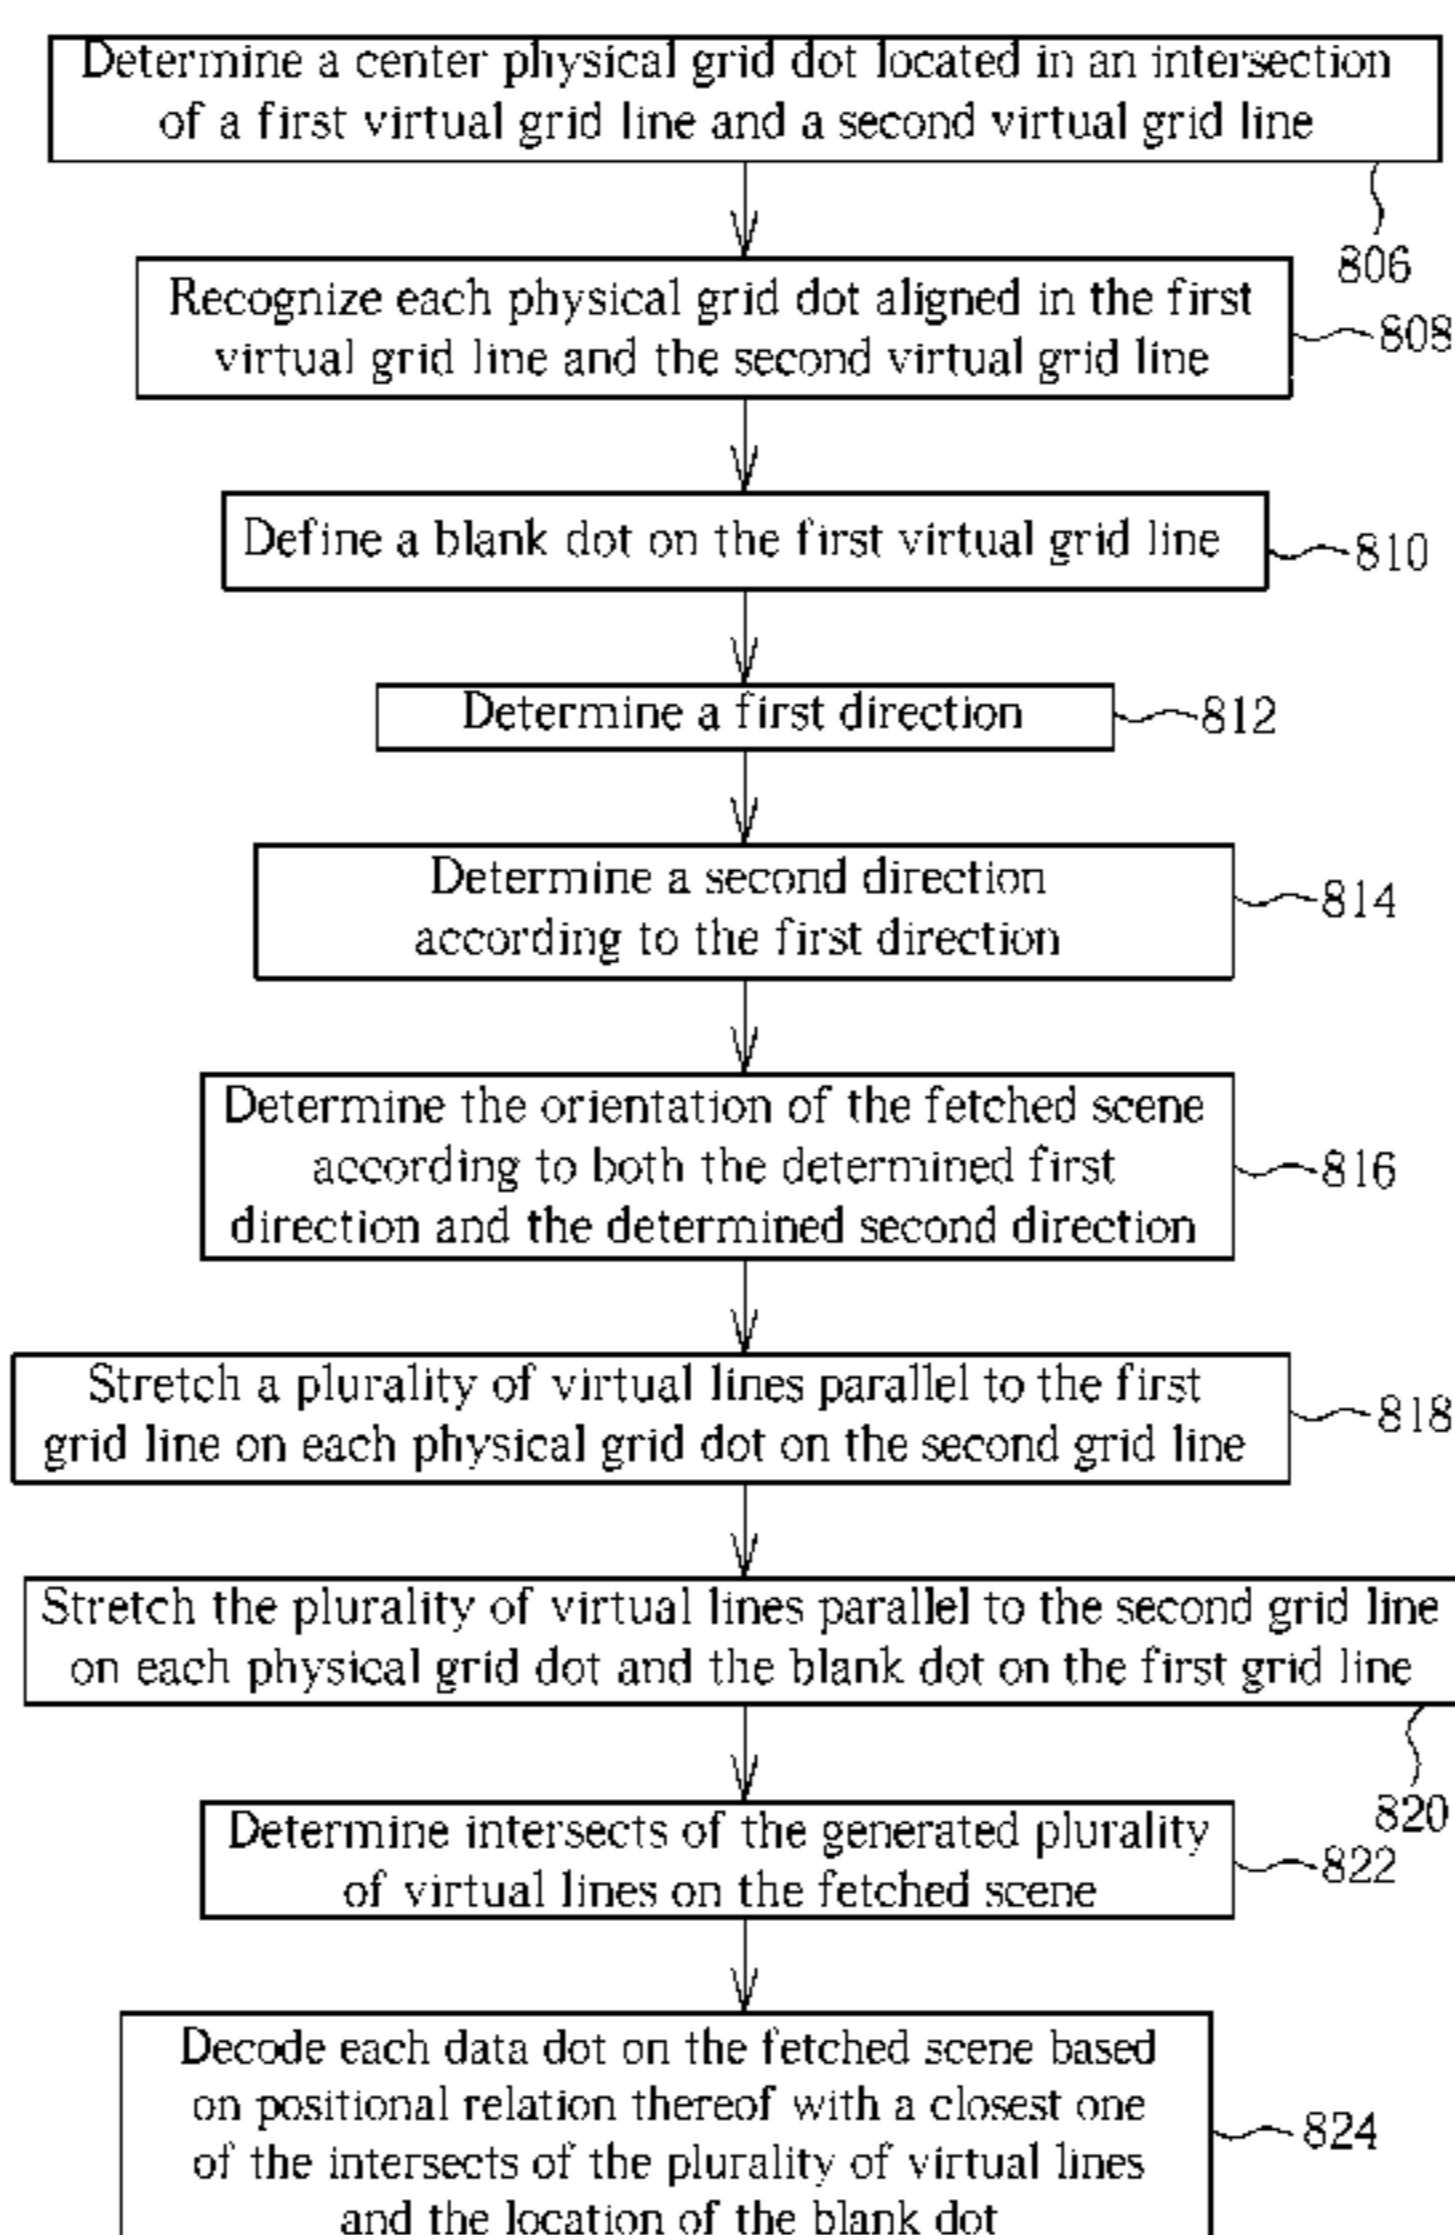 Determine a center physical grid dot located in an intersection
of a first virtual grid line and a second virtual grid line
806
Recognize each physical grid dot aligned in the first
virtual grid line and the second virtual grid line
808
Define a blank dot on the first virtual grid line
810
Determine a first direction
812
Determine a second direction
according to the first direction
814
Determine the orientation of the fetched scene
according to both the determined first
direction and the determined second direction
816
Stretch a plurality of virtual lines parallel to the first
grid line on each physical grid dot on the second grid line
818
Stretch the plurality of virtual lines parallel to the second grid line
on each physical grid dot and the blank dot on the first grid line
820
Determine intersects of the generated plurality
of virtual lines on the fetched scene
822
Decode each data dot on the fetched scene based
on positional relation thereof with a closest one
of the intersects of the plurality of virtual lines
and the location of the blank dot
824